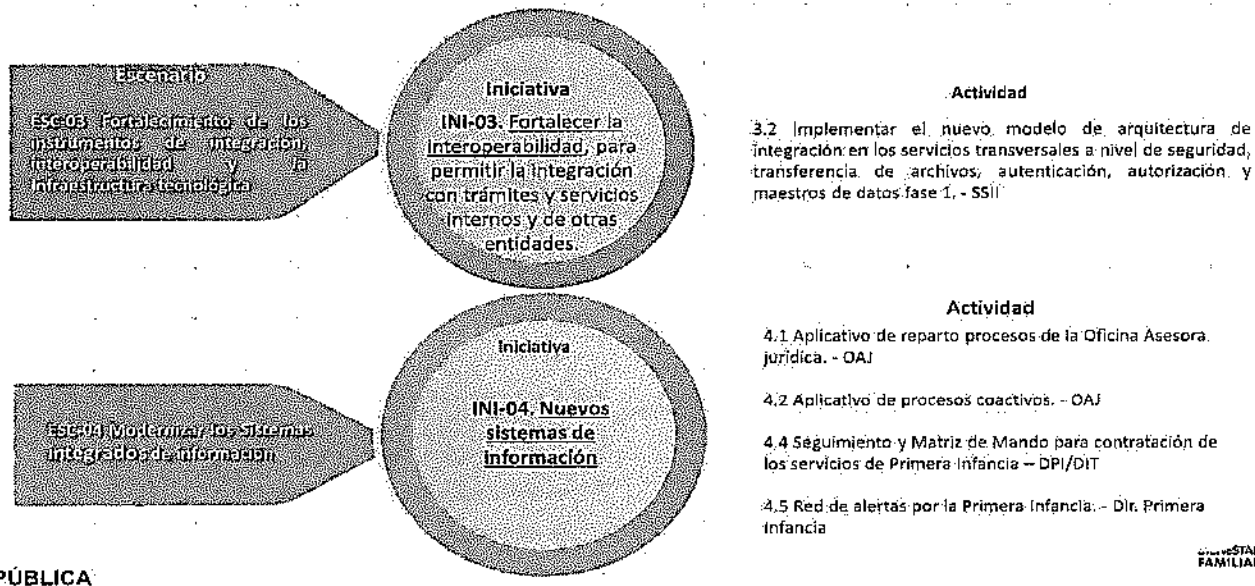 Escenario
ESC-03 Fortalecimiento de los
instrumentos de integración,
interoperabilidad y la
infraestructura tecnológica
Iniciativa
INI-03. Fortalecer la
interoperabilidad, para
permitir la integración
con trámites y servicios
internos y de otras
entidades.
Actividad
3.2 Implementar el nuevo modelo de arquitectura de
integración en los servicios transversales a nivel de seguridad,
transferencia de archivos, autenticación, autorización y
maestros de datos fase 1. - SSII
ESC-04 Modernizar los Sistemas
Integrados de información
Iniciativa
INI-04. Nuevos
sistemas de
información
Actividad
4.1 Aplicativo de reparto procesos de la Oficina Asesora
jurídica. - OAJ
4.2 Aplicativo de procesos coactivos. - OAJ
4.4 Seguimiento y Matriz de Mando para contratación de
los servicios de Primera Infancia – DPI/DIT
4.5 Red de alertas por la Primera Infancia. - Dir. Primera
Infancia
FAMILIAR
PÚBLICA